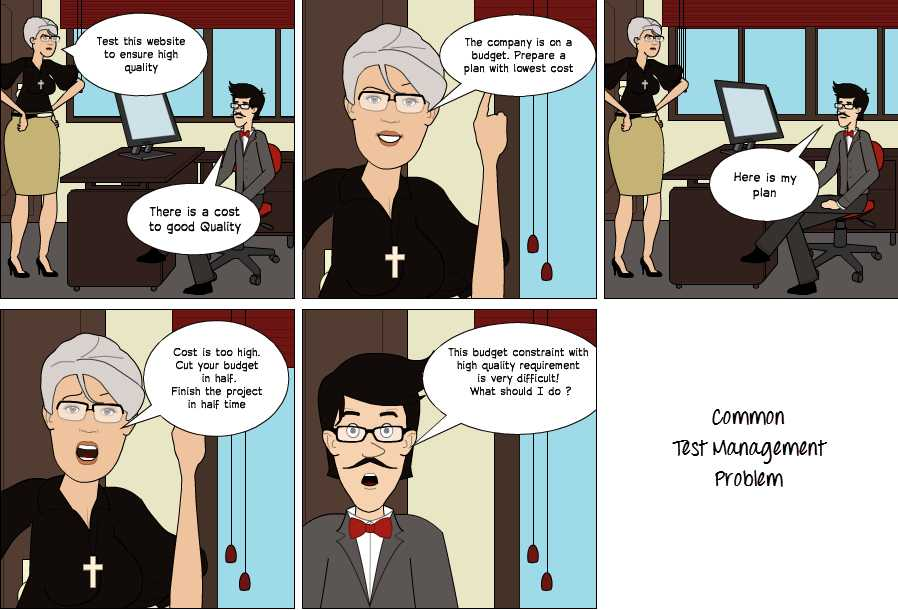 Test this website
to ensure high
quality
There is a cost
to good Quality
The company is on a
budget. Prepare a
plan with lowest cost
Here is my
plan
Cost is too high.
Cut your budget
in half.
Finish the project
in half time
This budget constraint with
high quality requirement
is very difficult!
What should I do ?
Common
Test Management
Problem